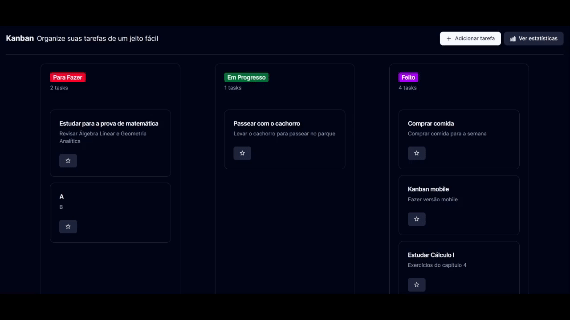 Kanban Organize suas tarefas de um jeito fácil
+ Adicionar tarefa
Ver estatísticas
Para Fazer
2 tasks
Estudar para a prova de matemática
Revisar Álgebra Linear e Geometria
Analítica
A
B
Em Progresso
1 tasks
Passear com o cachorro
Levar o cachorro para passear no parque
Feito
4 tasks
Comprar comida
Comprar comida para a semana
Kanban mobile
Fazer versão mobile
Estudar Cálculo I
Exercícios do capítulo 4